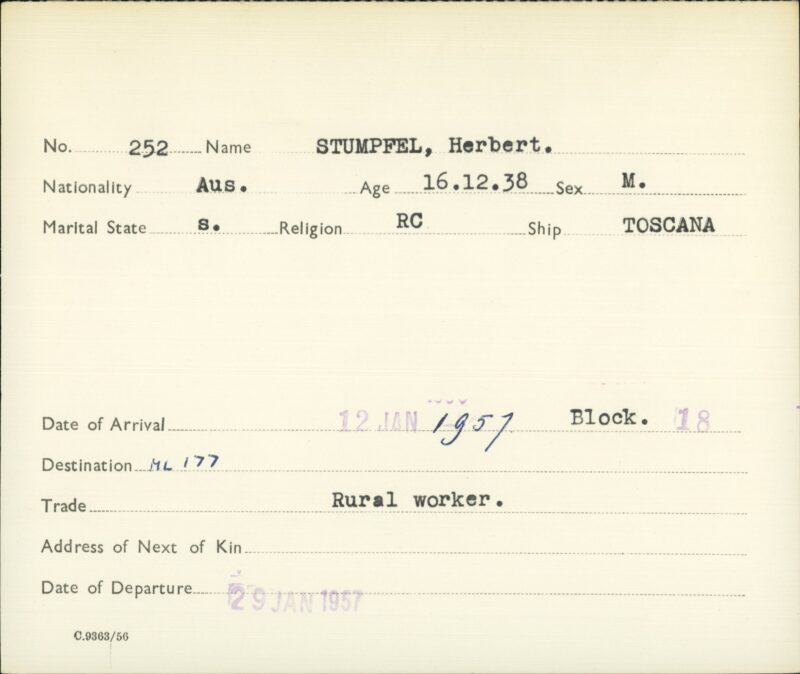 No. 252 Name STUMPFEL, Herbert.
Nationality Aus. Age 16.12.38 Sex M.
Marital State s. Religion RC Ship TOSCANA
Date of Arrival 12 JAN 1957 Block. 18
Destination ML 177
Trade Rural worker.
Address of Next of Kin
Date of Departure 29 JAN 1957
C.9363/56